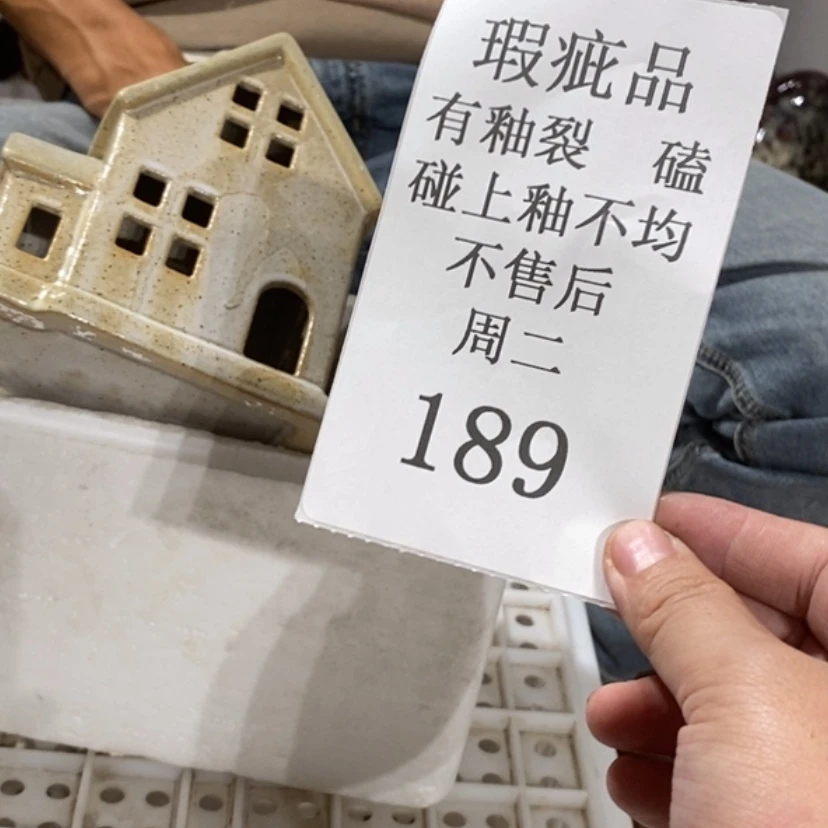 瑕疵品
有釉裂 磕
碰上釉不均
不售后
周二
189